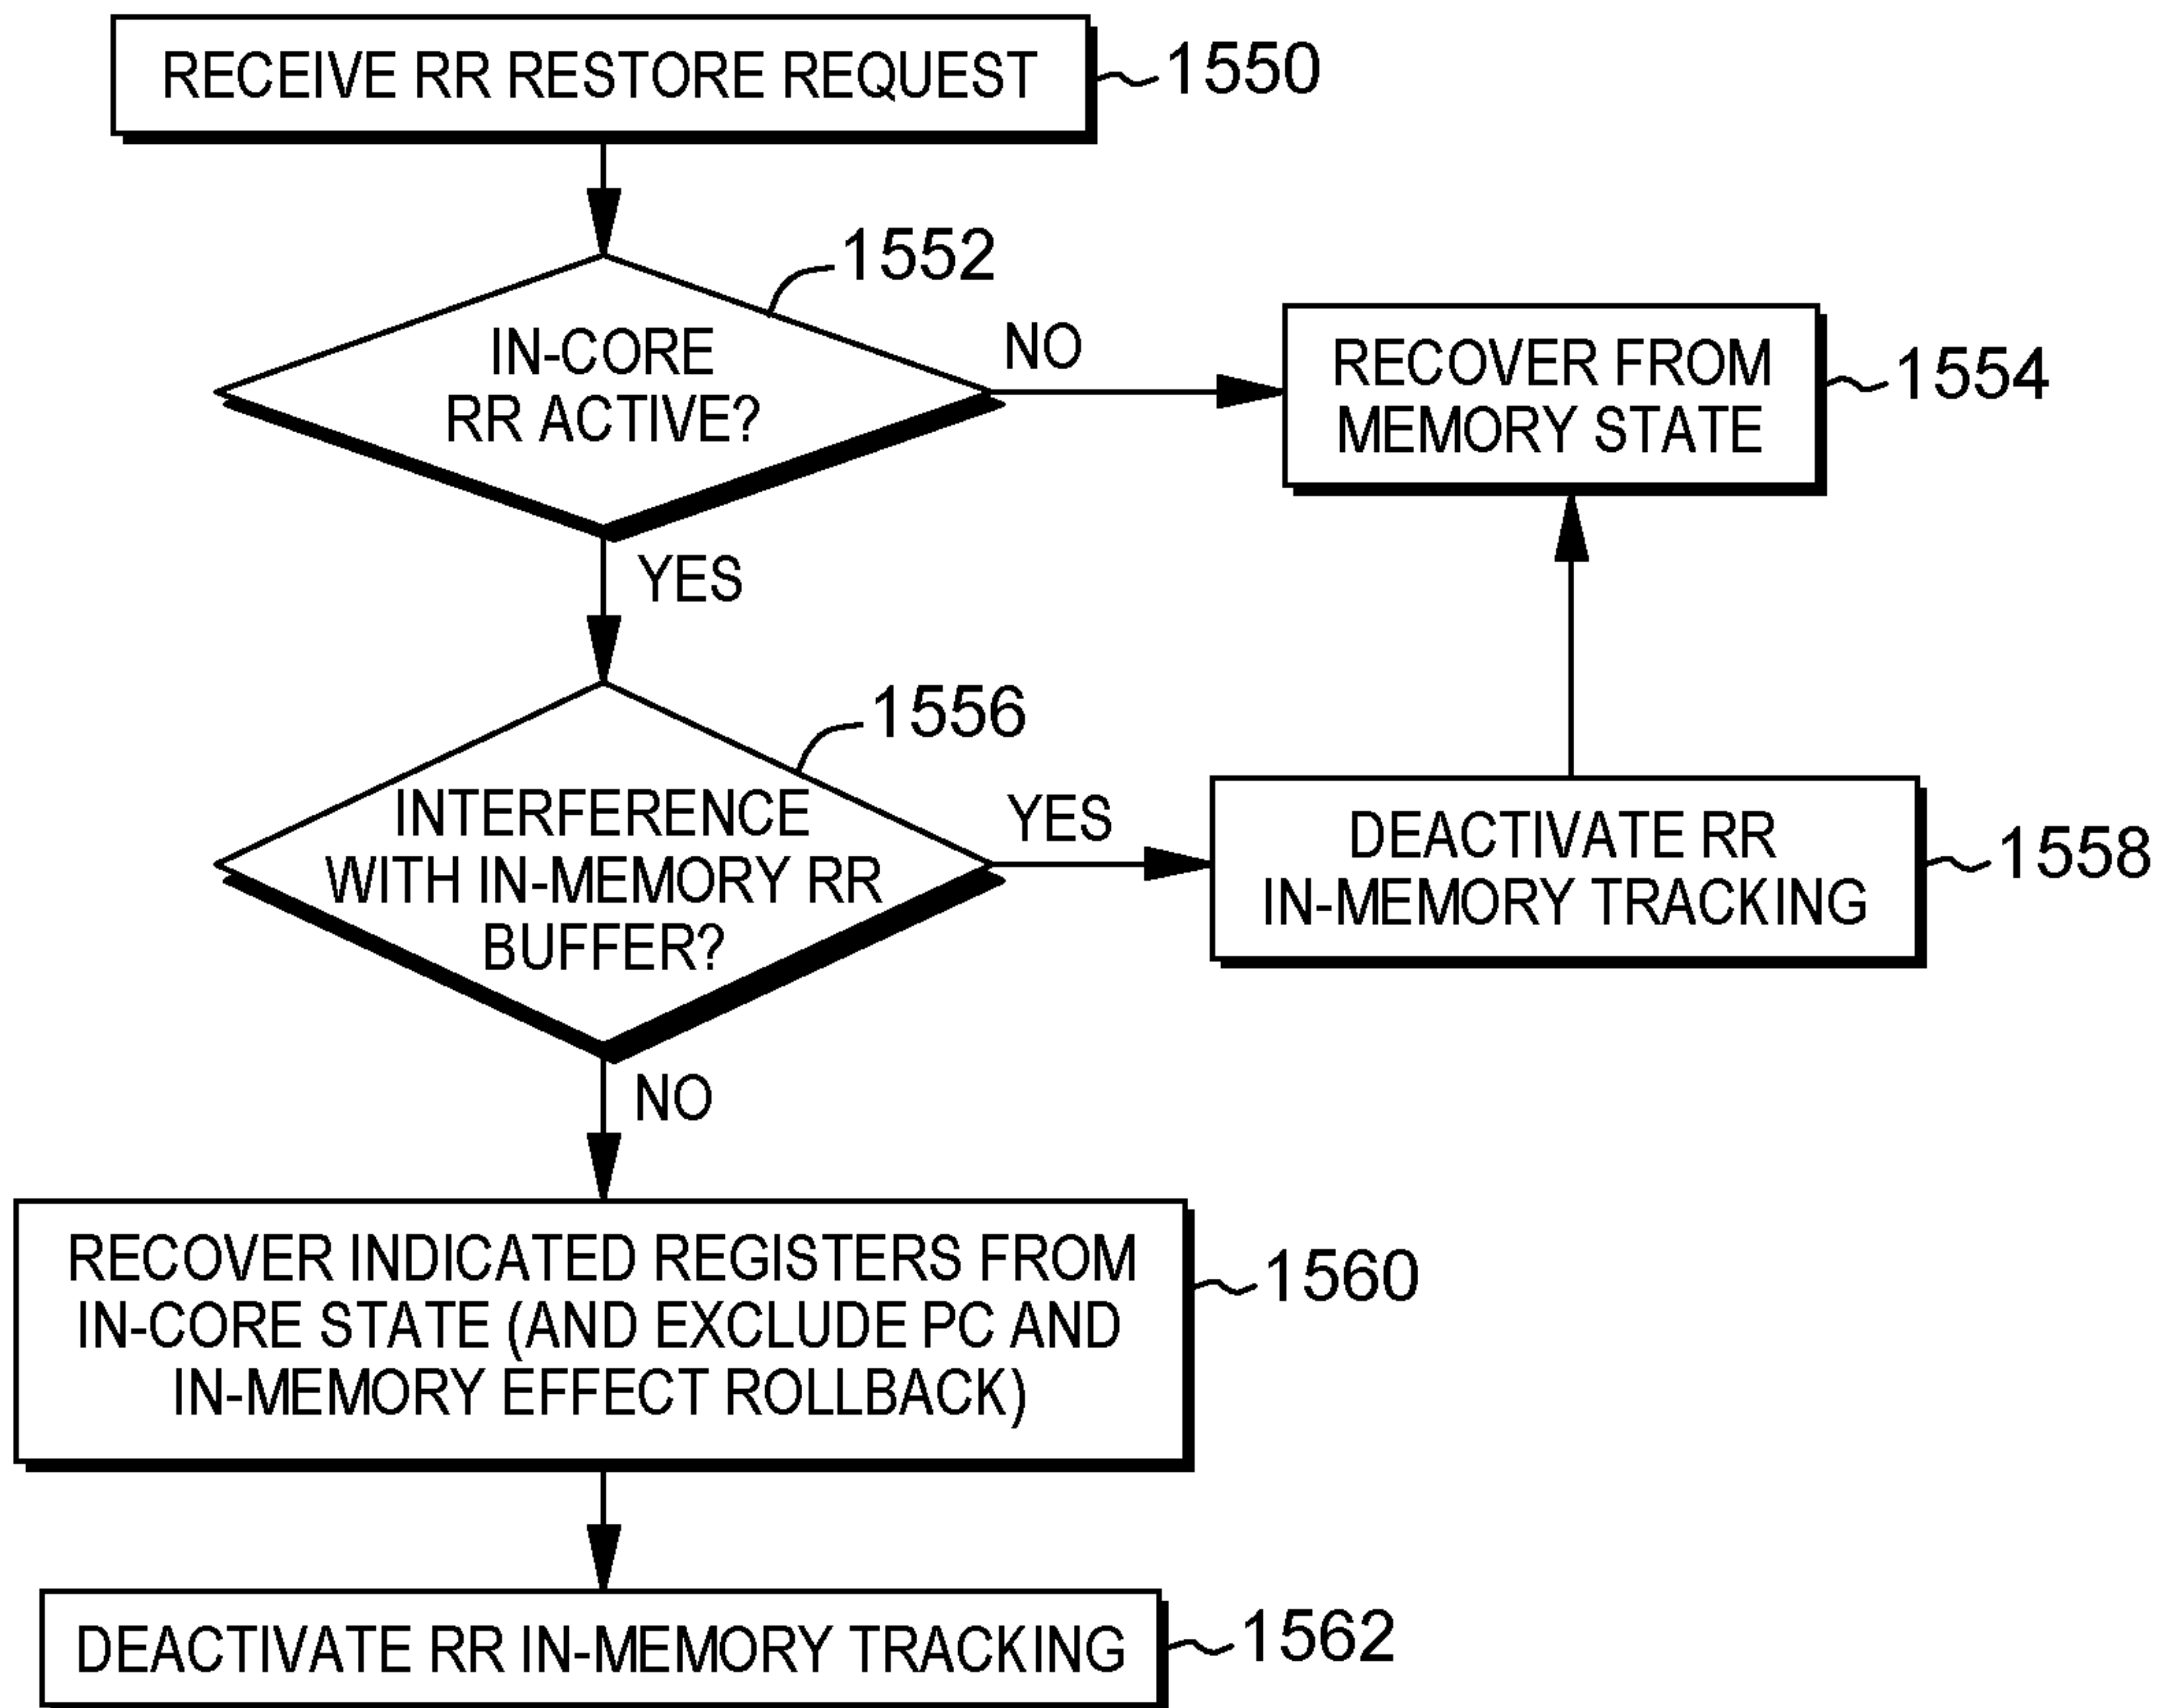 RECEIVE RR RESTORE REQUEST
1550
1552
IN-CORE
RR ACTIVE?
NO
RECOVER FROM
MEMORY STATE
1554
YES
1556
INTERFERENCE
WITH IN-MEMORY RR
BUFFER?
YES
DEACTIVATE RR
IN-MEMORY TRACKING
1558
NO
RECOVER INDICATED REGISTERS FROM
IN-CORE STATE (AND EXCLUDE PC AND
IN-MEMORY EFFECT ROLLBACK)
1560
DEACTIVATE RR IN-MEMORY TRACKING
1562